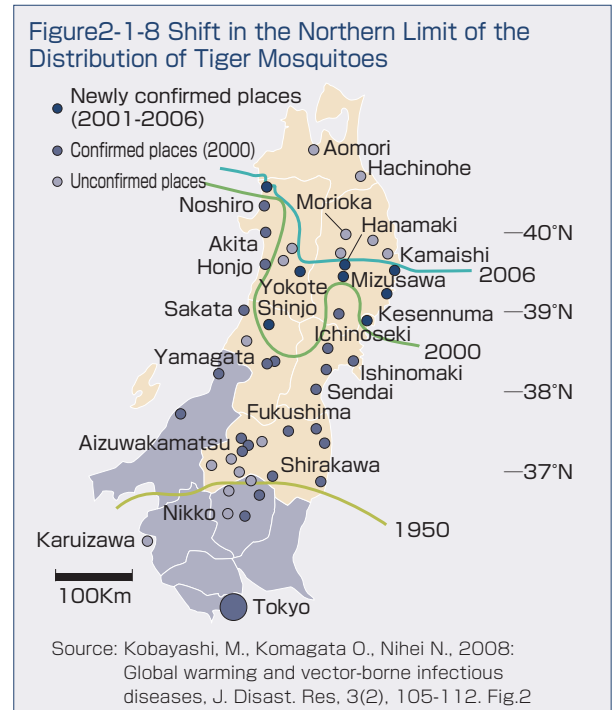 Figure2-1-8 Shift in the Northern Limit of the
Distribution of Tiger Mosquitoes
Newly confirmed places
(2001-2006)
Confirmed places (2000)
Unconfirmed places
Aomori
Hachinohe
Noshiro
Morioka
Hanamaki
Akita
Kamaishi
Honjo
Yokote
Mizusawa
Shinjo
Sakata
Kesennuma
Ichinoseki
Yamagata
Ishinomaki
Sendai
Fukushima
Aizuwakamatsu
Shirakawa
Nikko
Karuizawa
Tokyo
40°N
2006
39°N
2000
38°N
37°N
1950
100Km
Source: Kobayashi, M., Komagata O., Nihei N., 2008:
Global warming and vector-borne infectious
diseases, J. Disast. Res, 3(2), 105-112. Fig.2